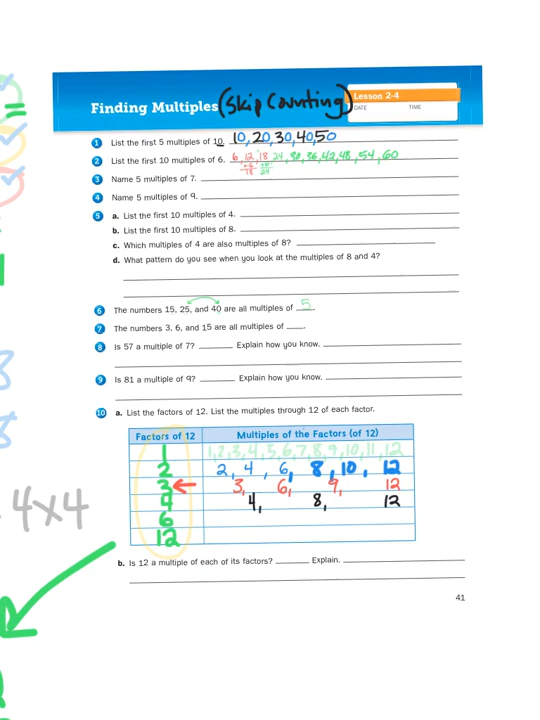 Finding Multiples (Skip Counting)
Lesson 2-4
DATE TIME
1 List the first 5 multiples of 10. 10, 20, 30, 40, 50
2 List the first 10 multiples of 6. 6, 12, 18 24, 30, 36, 42, 48, 54, 60
3 Name 5 multiples of 7.
4 Name 5 multiples of 9.
5 a. List the first 10 multiples of 4.
b. List the first 10 multiples of 8.
c. Which multiples of 4 are also multiples of 8?
d. What pattern do you see when you look at the multiples of 8 and 4?
6 The numbers 15, 25, and 40 are all multiples of 5.
7 The numbers 3, 6, and 15 are all multiples of
8 Is 57 a multiple of 7? Explain how you know.
9 Is 81 a multiple of 9? Explain how you know.
10 a. List the factors of 12. List the multiples through 12 of each factor.
Factors of 12 Multiples of the Factors (of 12)
1 1, 2, 3, 4, 5, 6, 7, 8, 9, 10, 11, 12
2 2, 4, 6, 8, 10, 12
3 3, 6, 9, 12
4 4, 8, 12
4x4
6
12
b. Is 12 a multiple of each of its factors? Explain.
41